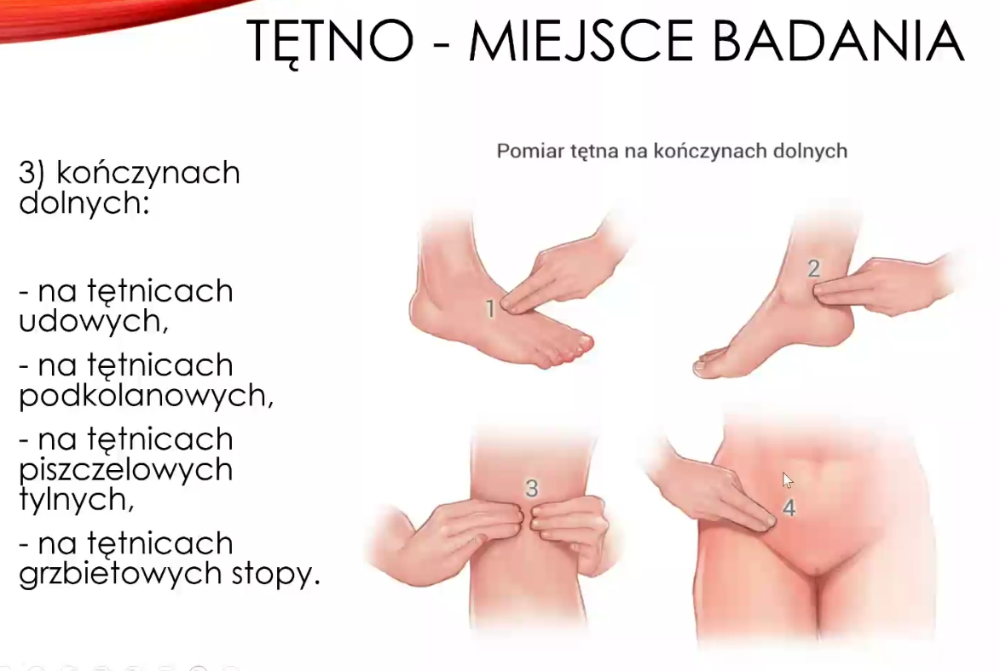 TĘTNO - MIEJSCE BADANIA
3) kończynach
dolnych:
- na tętnicach
udowych,
- na tętnicach
podkolanowych,
- na tętnicach
piszczelowych
tylnych,
- na tętnicach
grzbietowych stopy.
Pomiar tętna na kończynach dolnych
1
2
3
4